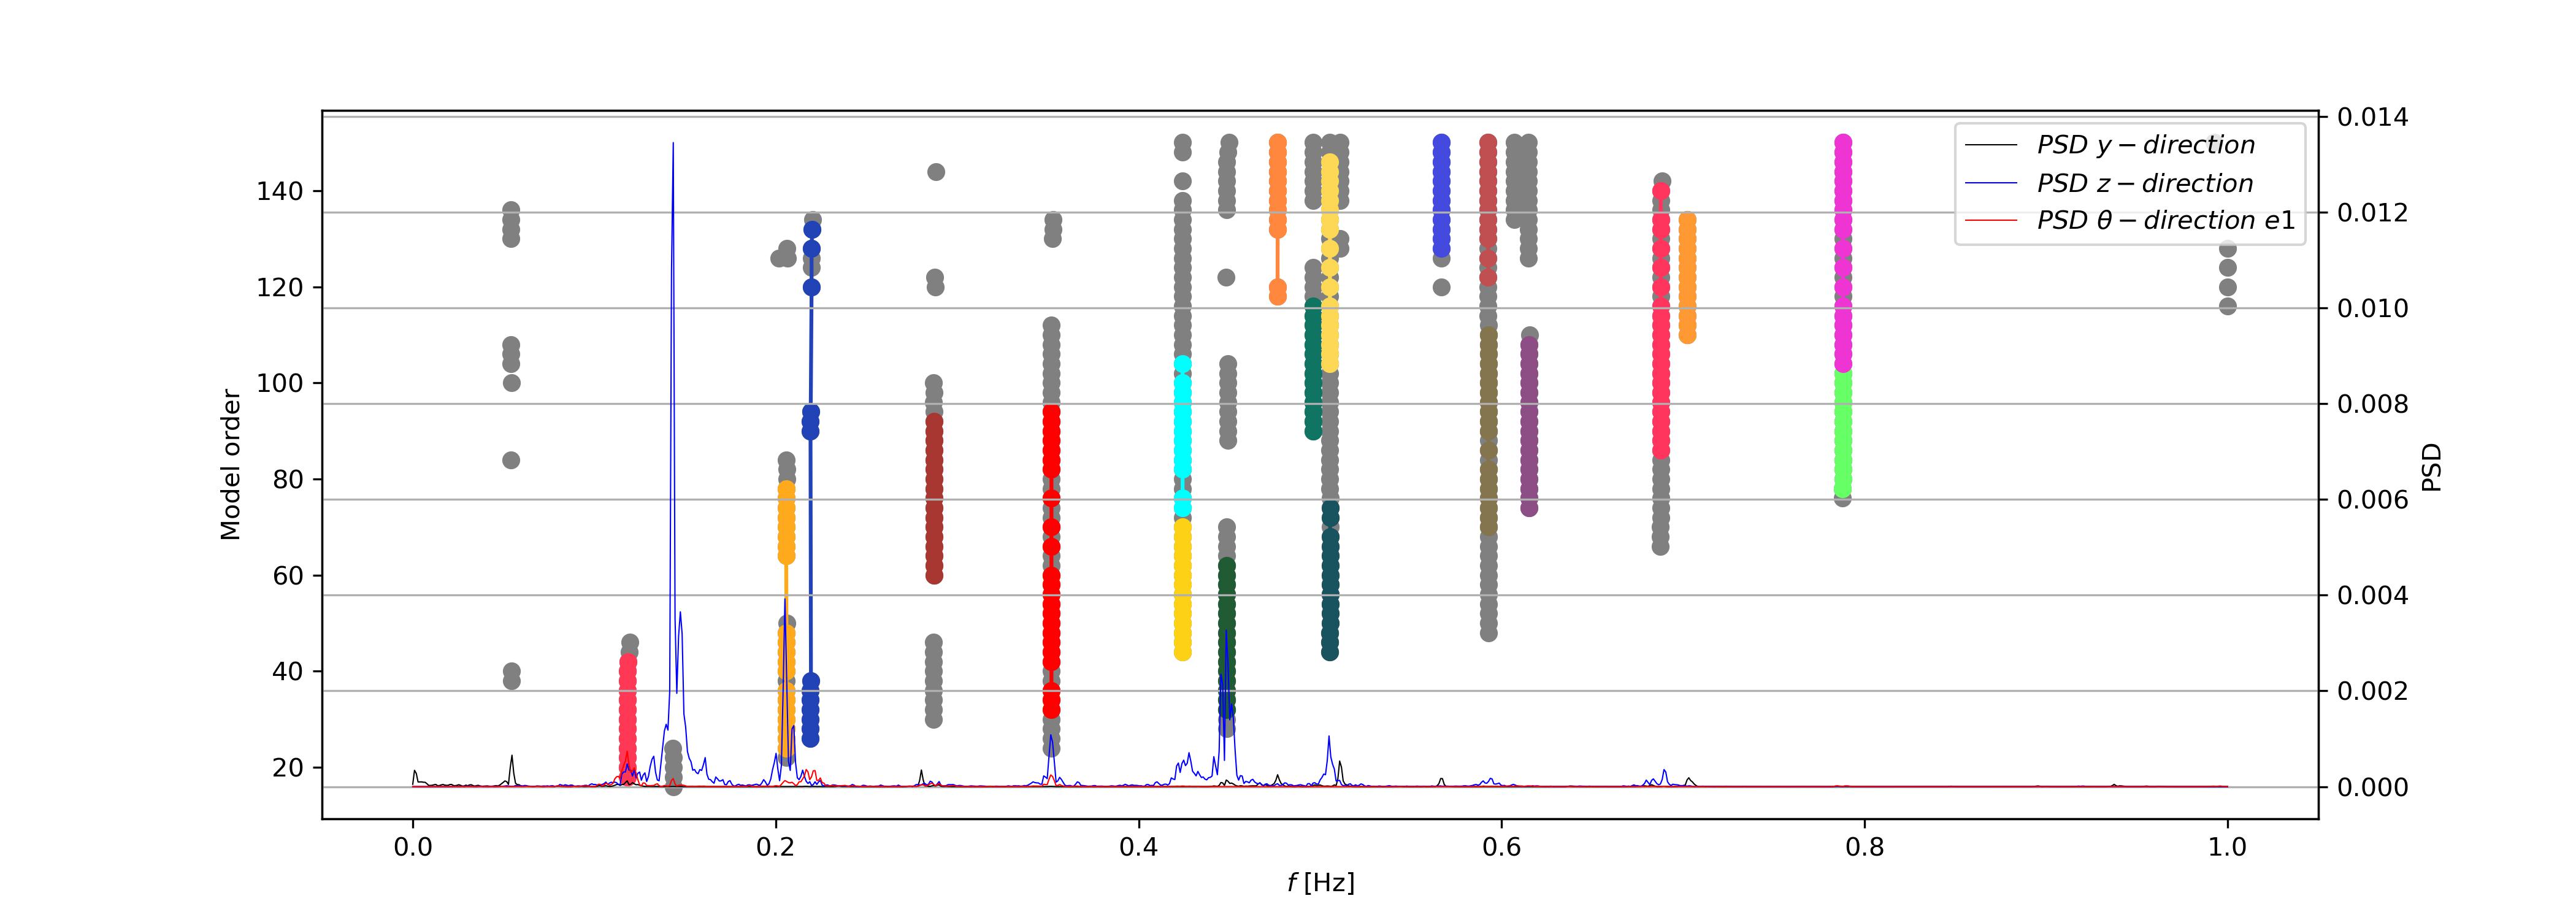 PSD y − direction
PSD z − direction
PSD θ − direction e1
Model order
140
120
100
80
60
40
20
0.014
0.012
0.010
0.008
0.006
0.004
0.002
0.000
PSD
0.0 0.2 0.4 0.6 0.8 1.0
f [Hz]